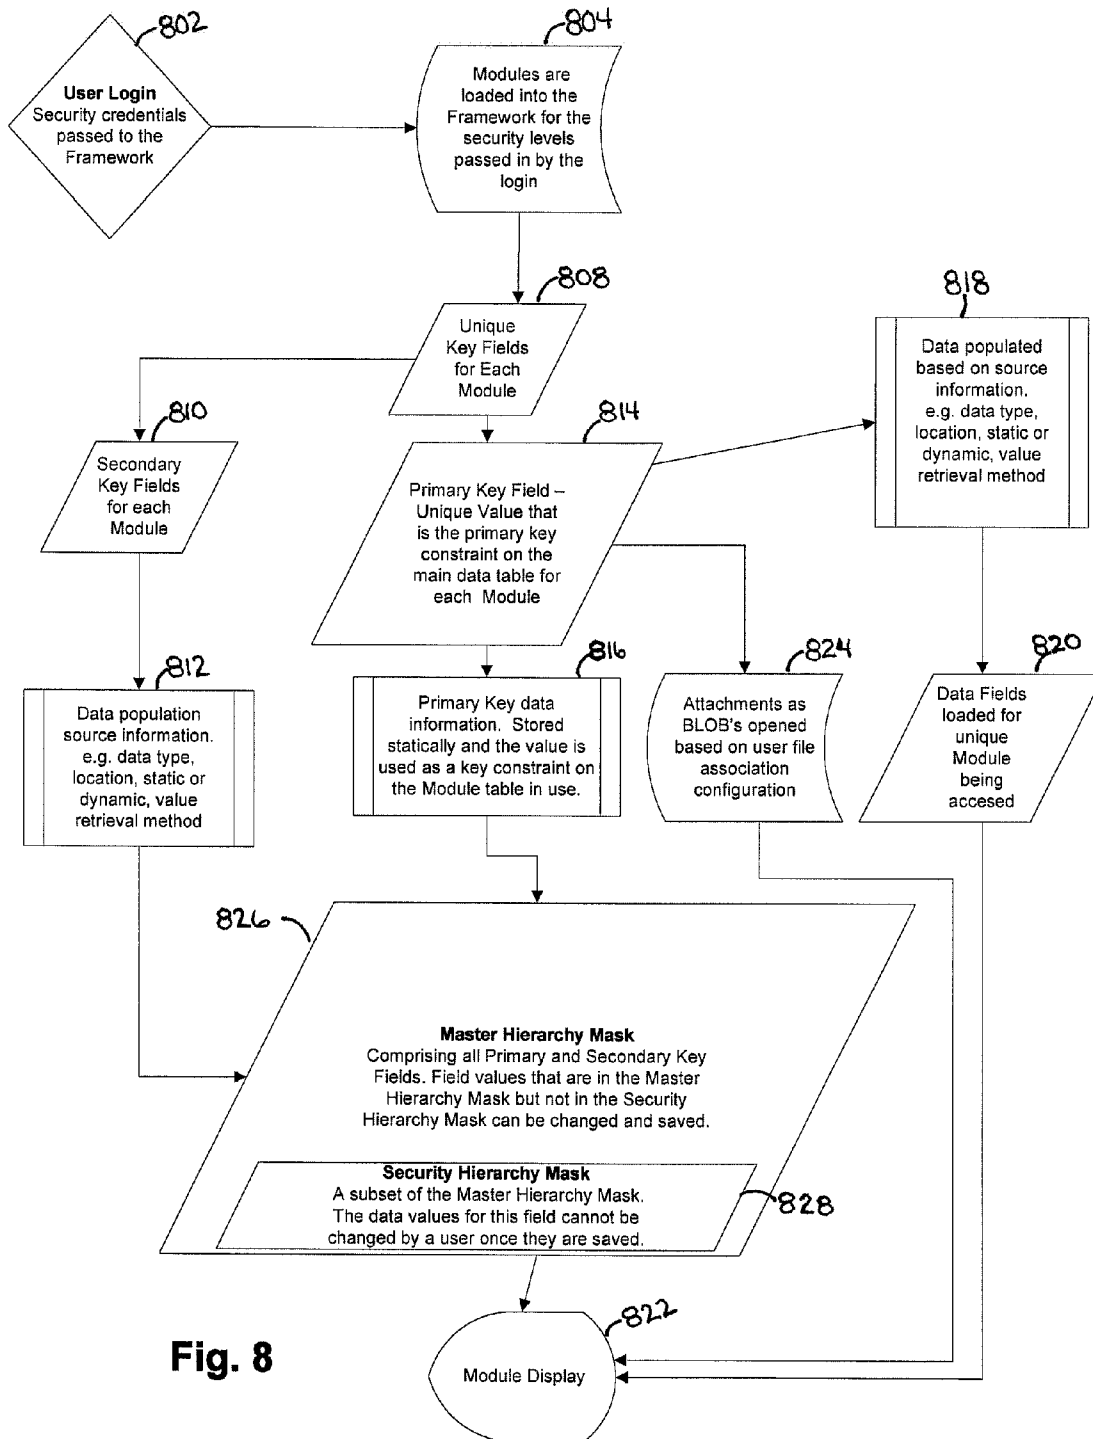 802
User Login
Security credentials
passed to the
Framework
804
Modules are
loaded into the
Framework for the
security levels
passed in by the
login
808
Unique
Key Fields
for Each
Module
818
Data populated
based on source
information.
e.g. data type,
location, static or
dynamic, value
retrieval method
810
Secondary
Key Fields
for each
Module
814
Primary Key Field –
Unique Value that
is the primary key
constraint on the
main data table for
each Module
812
Data population
source information.
e.g. data type,
location, static or
dynamic, value
retrieval method
816
Primary Key data
information. Stored
statically and the value is
used as a key constraint on
the Module table in use.
824
Attachments as
BLOB's opened
based on user file
association
configuration
820
Data Fields
loaded for
unique
Module
being
accesed
826
Master Hierarchy Mask
Comprising all Primary and Secondary Key
Fields. Field values that are in the Master
Hierarchy Mask but not in the Security
Hierarchy Mask can be changed and saved.
Security Hierarchy Mask
A subset of the Master Hierarchy Mask.
The data values for this field cannot be
changed by a user once they are saved.
828
822
Module Display
Fig. 8